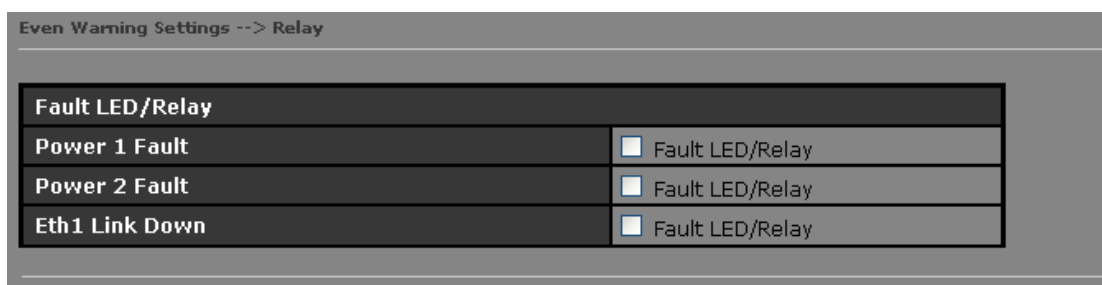 Even Warning Settings --> Relay
Fault LED/Relay
Power 1 Fault Fault LED/Relay
Power 2 Fault Fault LED/Relay
Eth1 Link Down Fault LED/Relay